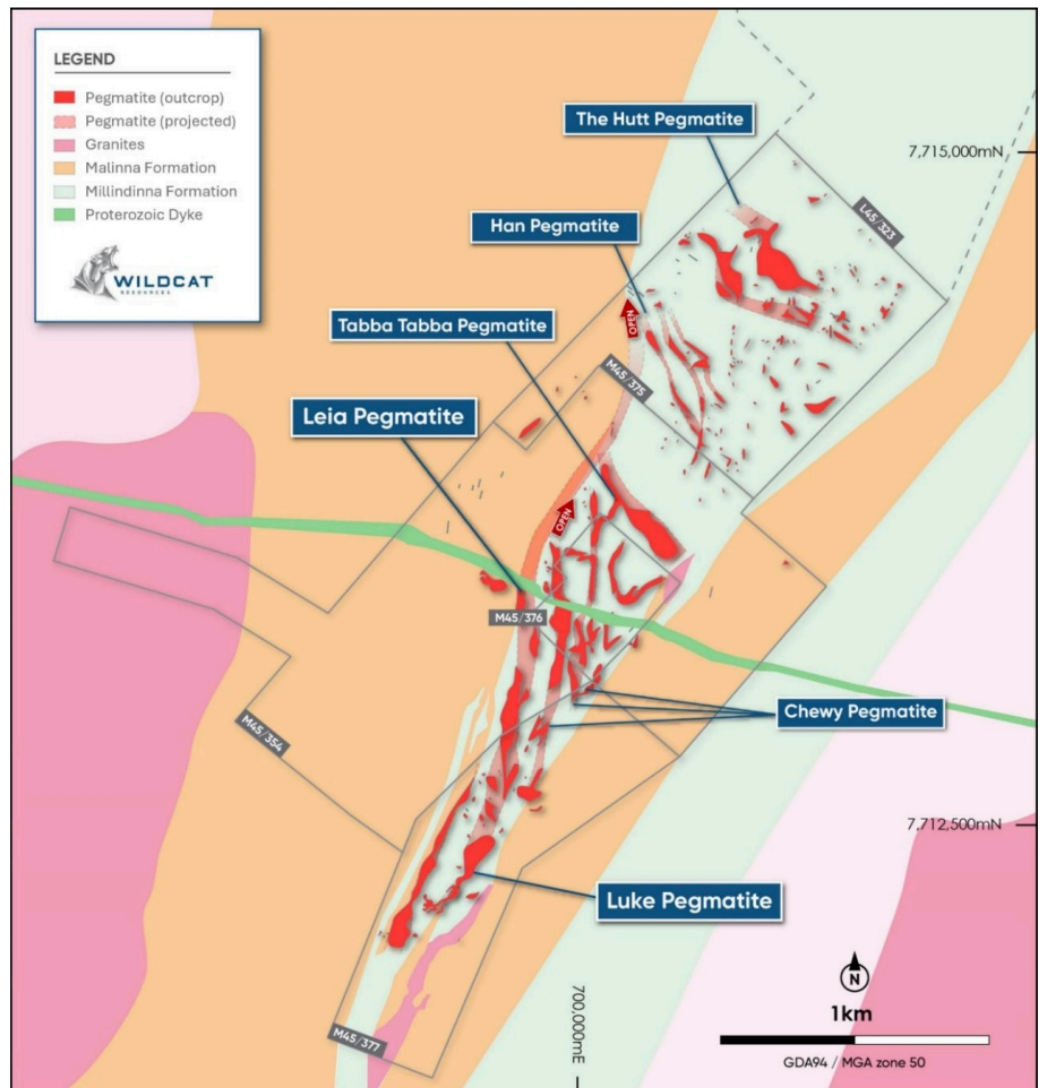 LEGEND
Pegmatite (outcrop)
Pegmatite (projected)
Granites
Malinna Formation
Millindinna Formation
Proterozoic Dyke
WILDCAT
RESOURCES
The Hutt Pegmatite
7,715,000mN
L45/323
Han Pegmatite
OPEN
Tabba Tabba Pegmatite
M45/375
Leia Pegmatite
OPEN
M45/376
Chewy Pegmatite
M45/354
7,712,500mN
Luke Pegmatite
700,000mE
N
1km
M45/377
GDA94 / MGA zone 50